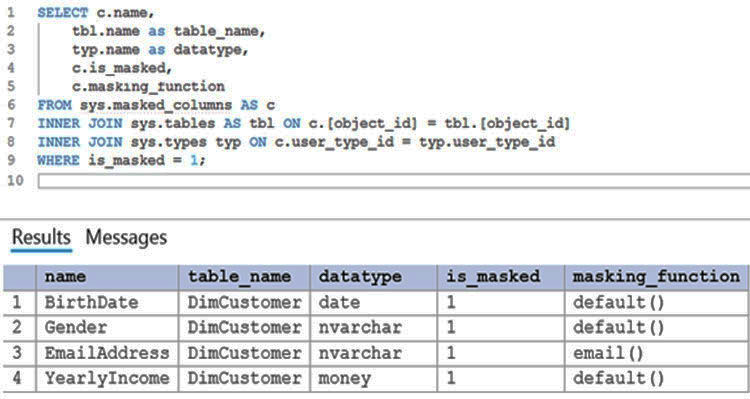 1 SELECT c.name,
2 tbl.name as table_name,
3 typ.name as datatype,
4 c.is_masked,
5 c.masking_function
6 FROM sys.masked_columns AS c
7 INNER JOIN sys.tables AS tbl ON c.[object_id] = tbl.[object_id]
8 INNER JOIN sys.types typ ON c.user_type_id = typ.user_type_id
9 WHERE is_masked = 1;
10
Results Messages
name table_name datatype is_masked masking_function
1 BirthDate DimCustomer date 1 default()
2 Gender DimCustomer nvarchar 1 default()
3 EmailAddress DimCustomer nvarchar 1 email()
4 YearlyIncome DimCustomer money 1 default()